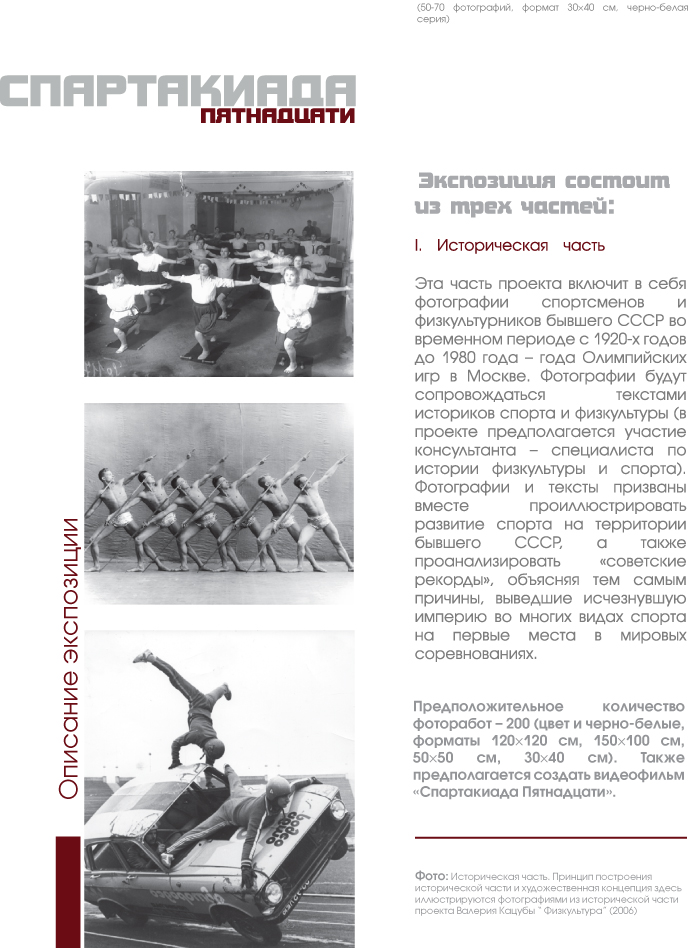 (50-70 фотографий, формат 30×40 см, черно-белая
серия)
СПАРТАКИАДА
ПЯТНАДЦАТИ
Экспозиция состоит
из трех частей:
I. Историческая часть
Эта часть проекта включит в себя
фотографии спортсменов и
физкультурников бывшего СССР во
временном периоде с 1920-х годов
до 1980 года – года Олимпийских
игр в Москве. Фотографии будут
сопровождаться текстами
историков спорта и физкультуры (в
проекте предполагается участие
консультанта – специалиста по
истории физкультуры и спорта).
Фотографии и тексты призваны
вместе проиллюстрировать
развитие спорта на территории
бывшего СССР, а также
проанализировать «советские
рекорды», объясняя тем самым
причины, выведшие исчезнувшую
империю во многих видах спорта
на первые места в мировых
соревнованиях.
Предположительное количество
фоторабот – 200 (цвет и черно-белые,
форматы 120×120 см, 150×100 см,
50×50 см, 30×40 см). Также
предполагается создать видеофильм
«Спартакиада Пятнадцати».
Фото: Историческая часть. Принцип построения
исторической части и художественная концепция здесь
иллюстрируются фотографиями из исторической части
проекта Валерия Кацубы " Физкультура" (2006)
Описание экспозиции